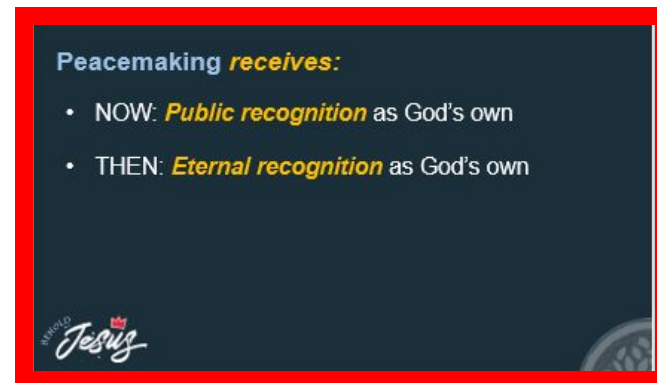 Peacemaking receives:
• NOW: Public recognition as God's own
• THEN: Eternal recognition as God's own
BEHOLD
Jesus